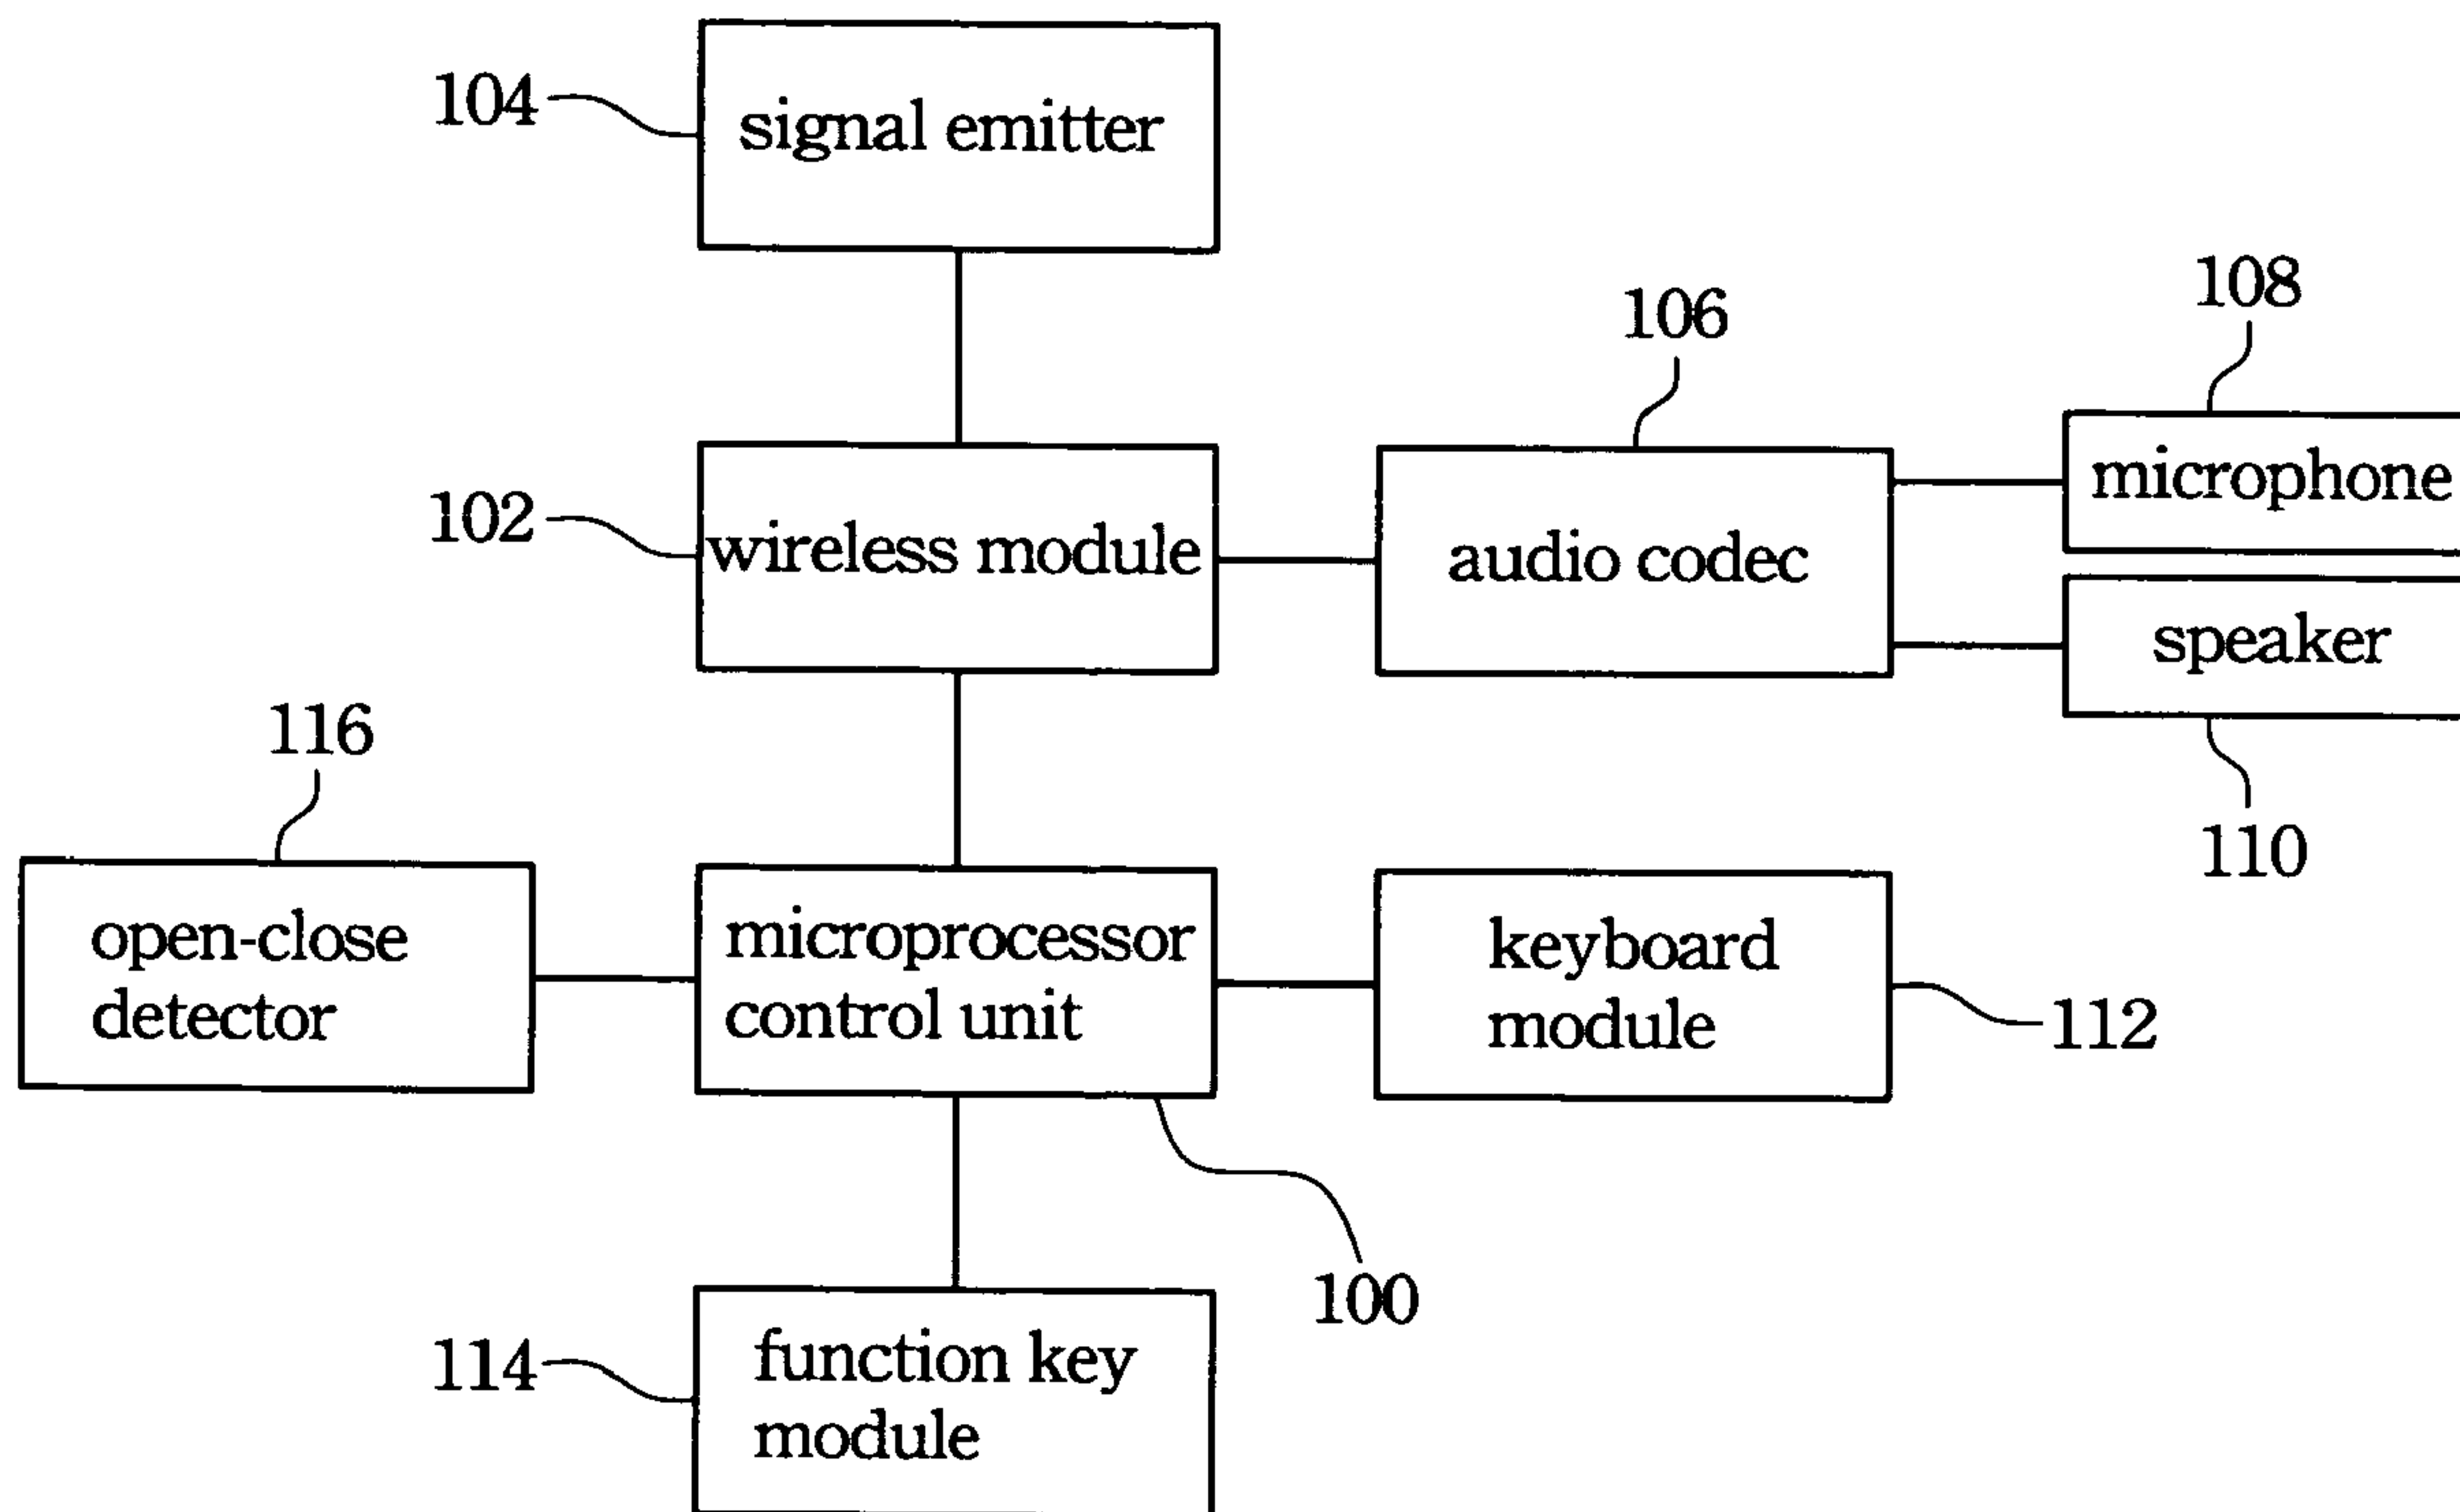 104
signal emitter
108
106
microphone
102
wireless module
audio codec
speaker
116
110
open-close
detector
microprocessor
control unit
keyboard
module
112
100
114
function key
module